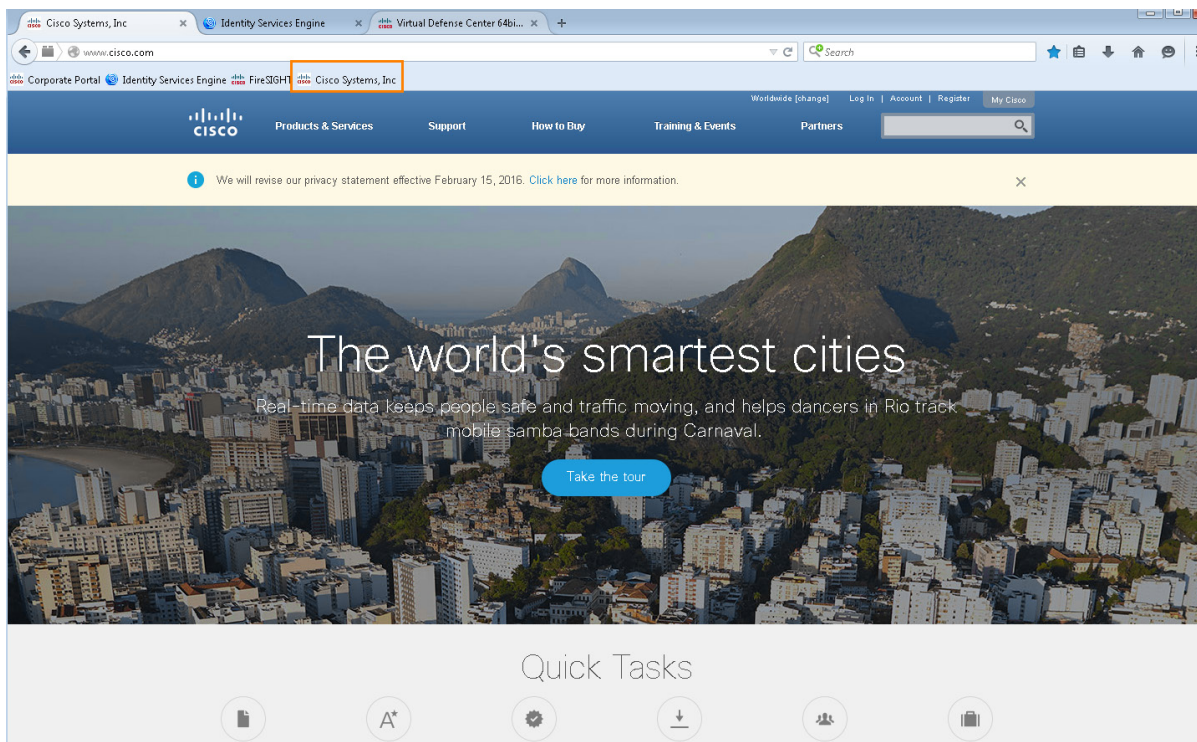 Cisco Systems, Inc × Identity Services Engine × Virtual Defense Center 64bi... × +
www.cisco.com Search
Corporate Portal Identity Services Engine FireSIGHT Cisco Systems, Inc
Worldwide [change] Log In | Account | Register My Cisco
CISCO Products & Services Support How to Buy Training & Events Partners
We will revise our privacy statement effective February 15, 2016. Click here for more information. ×
The world's smartest cities
Real-time data keeps people safe and traffic moving, and helps dancers in Rio track
mobile samba bands during Carnaval.
Take the tour
Quick Tasks